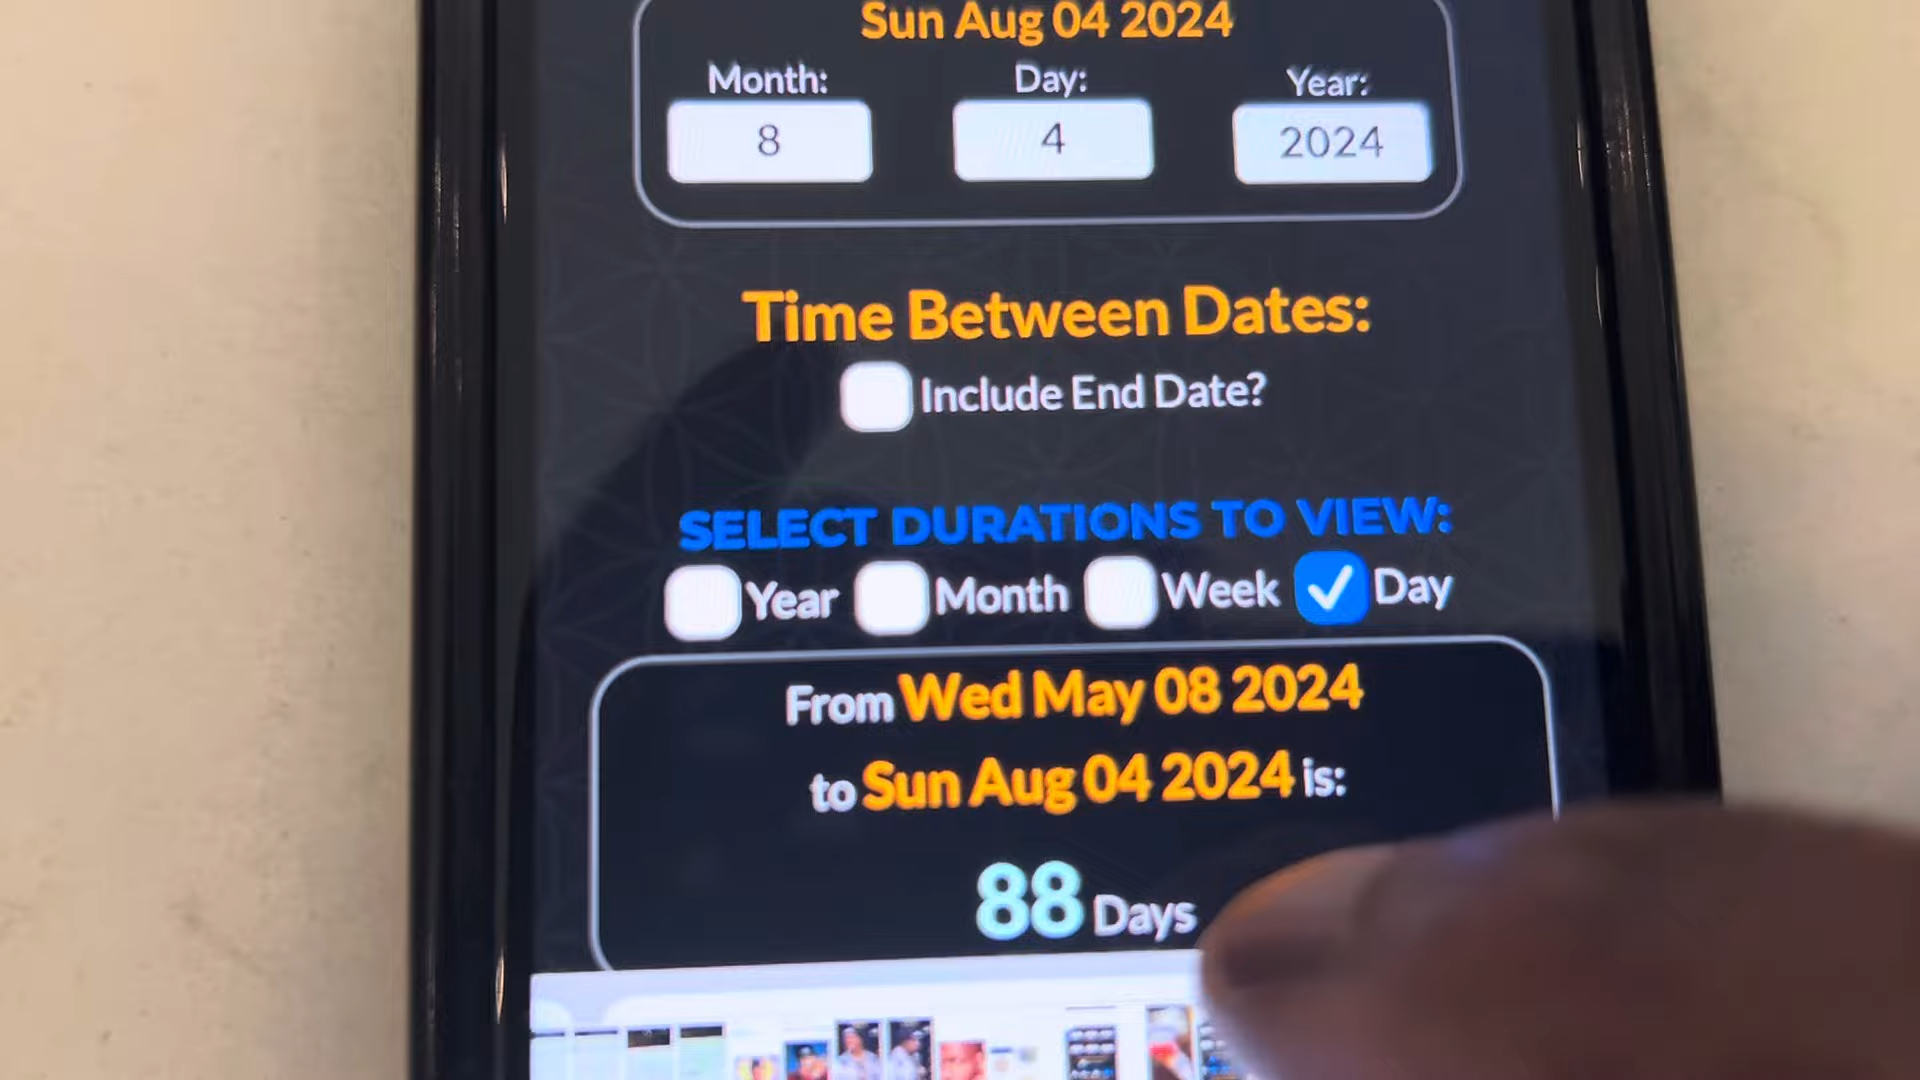 Sun Aug 04 2024
Month: Day: Year:
8 4 2024
Time Between Dates:
Include End Date?
SELECT DURATIONS TO VIEW:
Year Month Week Day
From Wed May 08 2024
to Sun Aug 04 2024 is:
88 Days